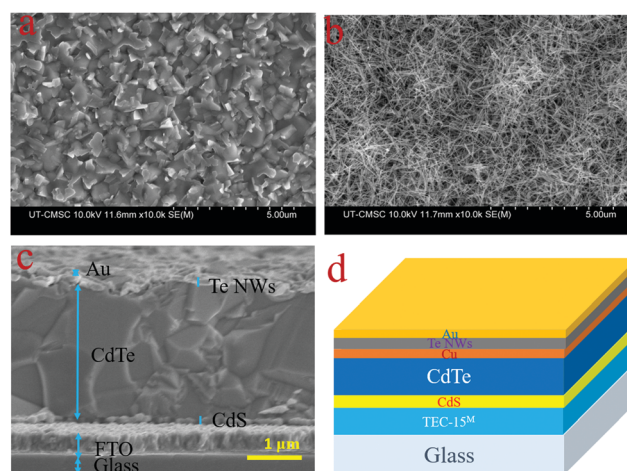 a
UT-CMSC 10.0kV 11.6mm x10.0k SE(M)
5.00um
b
UT-CMSC 10.0kV 11.7mm x10.0k SE(M)
5.00um
c
Au
Te NWs
CdTe
CdS
FTO
Glass
1 μm
d
Au
Te NWs
Cu
CdTe
CdS
TEC-15ᴹ
Glass